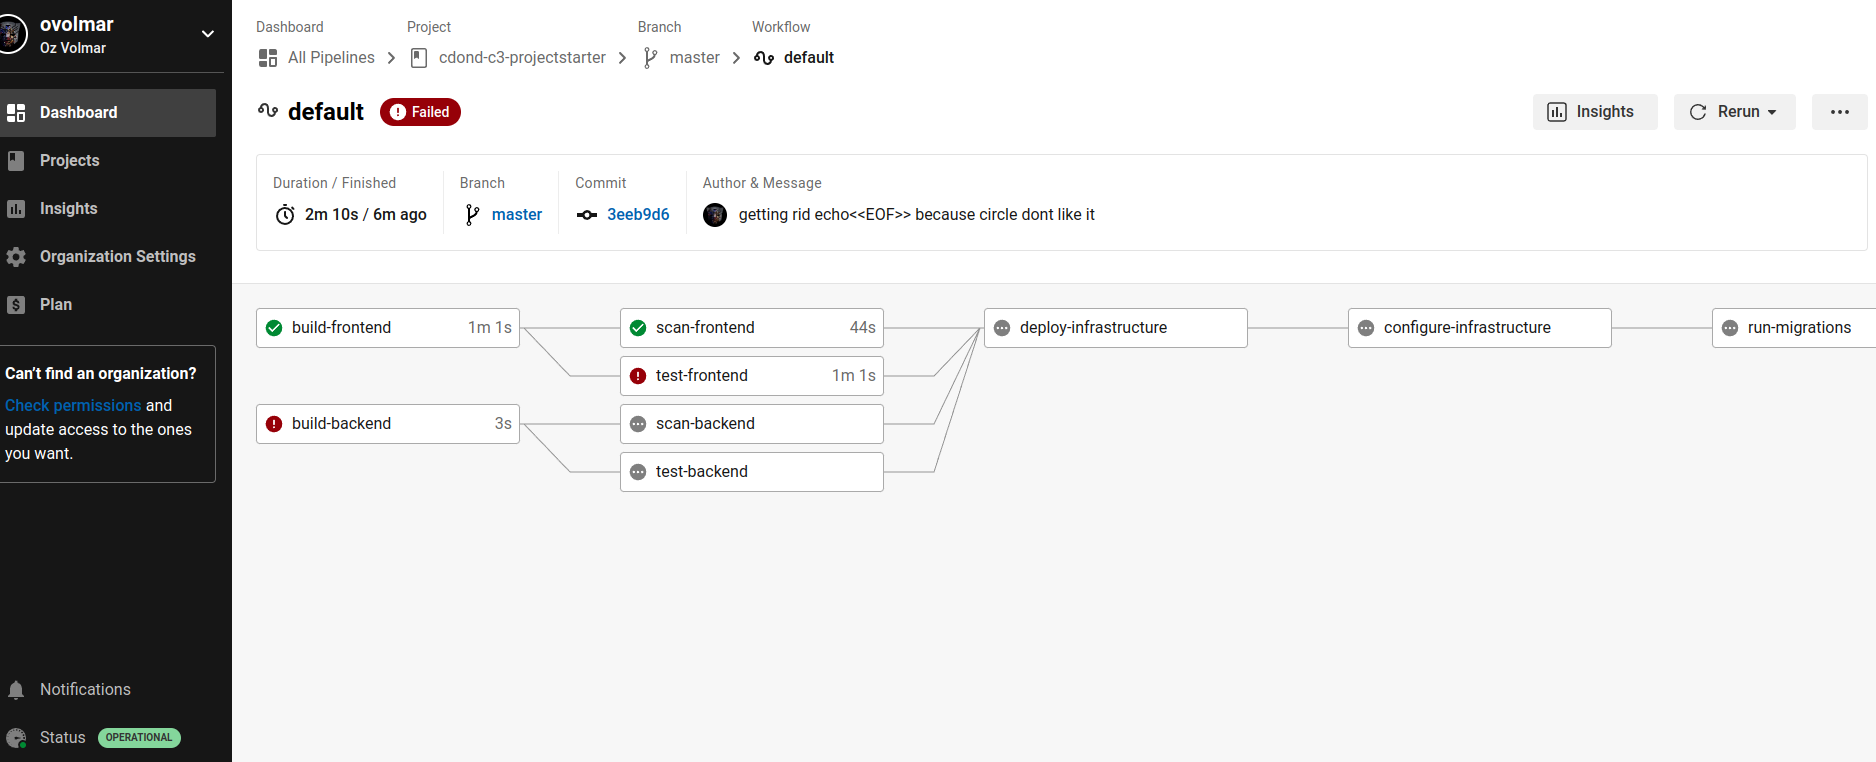 ovolmar
Oz Volmar
Dashboard
Projects
Insights
Organization Settings
Plan
Can't find an organization?
Check permissions and
update access to the ones
you want.
Notifications
Status OPERATIONAL
Dashboard Project Branch Workflow
All Pipelines cdond-c3-projectstarter master default
default Failed Insights Rerun
Duration / Finished Branch Commit Author & Message
2m 10s / 6m ago master 3eeb9d6 getting rid echo<<EOF>> because circle dont like it
build-frontend 1m 1s scan-frontend 44s deploy-infrastructure configure-infrastructure run-migrations
test-frontend 1m 1s
build-backend 3s scan-backend
test-backend